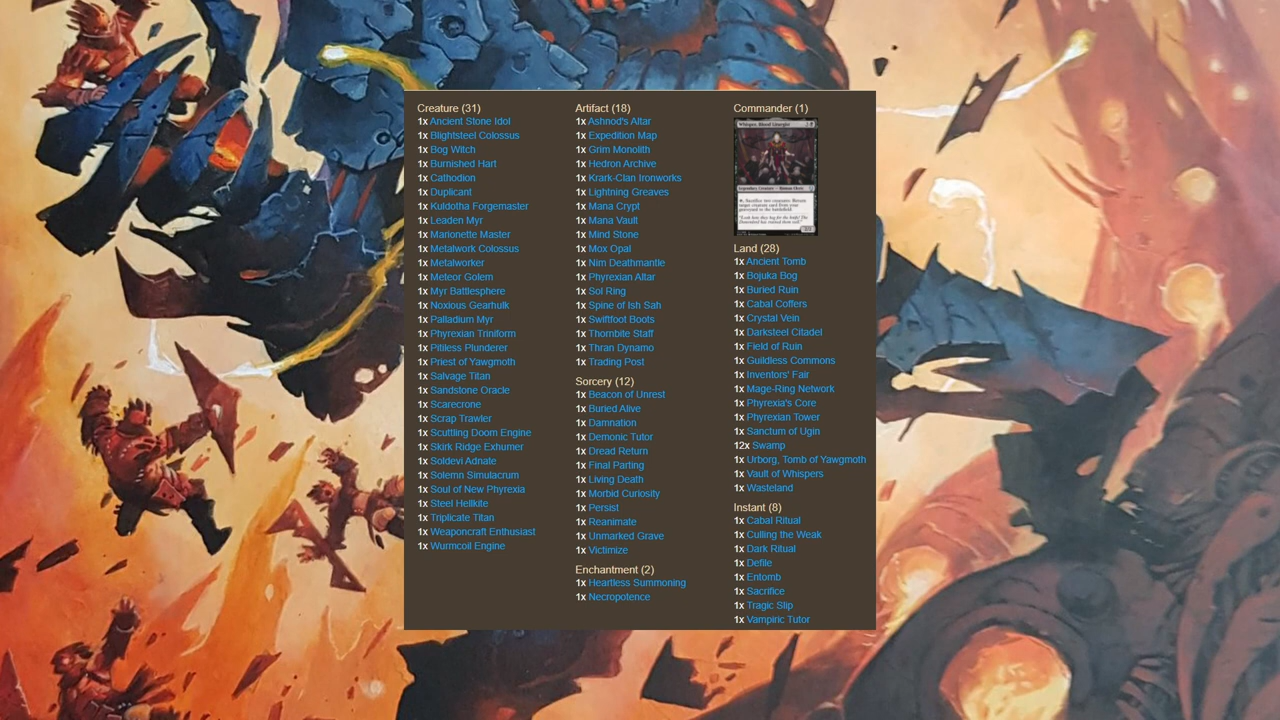 Creature (31)
1x Ancient Stone Idol
1x Blightsteel Colossus
1x Bog Witch
1x Burnished Hart
1x Cathodion
1x Duplicant
1x Kuldotha Forgemaster
1x Leaden Myr
1x Marionette Master
1x Metalwork Colossus
1x Metalworker
1x Meteor Golem
1x Myr Battlesphere
1x Noxious Gearhulk
1x Palladium Myr
1x Phyrexian Triniform
1x Pitiless Plunderer
1x Priest of Yawgmoth
1x Salvage Titan
1x Sandstone Oracle
1x Scarecrone
1x Scrap Trawler
1x Scuttling Doom Engine
1x Skirk Ridge Exhumer
1x Soldevi Adnate
1x Solemn Simulacrum
1x Soul of New Phyrexia
1x Steel Hellkite
1x Triplicate Titan
1x Weaponcraft Enthusiast
1x Wurmcoil Engine
Artifact (18)
1x Ashnod's Altar
1x Expedition Map
1x Grim Monolith
1x Hedron Archive
1x Krark-Clan Ironworks
1x Lightning Greaves
1x Mana Crypt
1x Mana Vault
1x Mind Stone
1x Mox Opal
1x Nim Deathmantle
1x Phyrexian Altar
1x Sol Ring
1x Spine of Ish Sah
1x Swiftfoot Boots
1x Thornbite Staff
1x Thran Dynamo
1x Trading Post
Sorcery (12)
1x Beacon of Unrest
1x Buried Alive
1x Damnation
1x Demonic Tutor
1x Dread Return
1x Final Parting
1x Living Death
1x Morbid Curiosity
1x Persist
1x Reanimate
1x Unmarked Grave
1x Victimize
Enchantment (2)
1x Heartless Summoning
1x Necropotence
Commander (1)
Whisper, Blood Liturgist
Legendary Creature — Human Cleric
Land (28)
1x Ancient Tomb
1x Bojuka Bog
1x Buried Ruin
1x Cabal Coffers
1x Crystal Vein
1x Darksteel Citadel
1x Field of Ruin
1x Guildless Commons
1x Inventors' Fair
1x Mage-Ring Network
1x Phyrexia's Core
1x Phyrexian Tower
1x Sanctum of Ugin
12x Swamp
1x Urborg, Tomb of Yawgmoth
1x Vault of Whispers
1x Wasteland
Instant (8)
1x Cabal Ritual
1x Culling the Weak
1x Dark Ritual
1x Defile
1x Entomb
1x Sacrifice
1x Tragic Slip
1x Vampiric Tutor